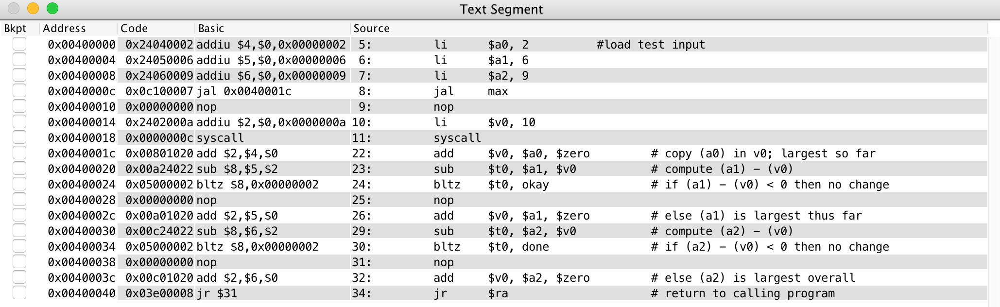 Text Segment
Bkpt Address Code Basic Source
0x00400000 0x24040002 addiu $4,$0,0x00000002 5: li $a0, 2 #load test input
0x00400004 0x24050006 addiu $5,$0,0x00000006 6: li $a1, 6
0x00400008 0x24060009 addiu $6,$0,0x00000009 7: li $a2, 9
0x0040000c 0x0c100007 jal 0x0040001c 8: jal max
0x00400010 0x00000000 nop 9: nop
0x00400014 0x2402000a addiu $2,$0,0x0000000a 10: li $v0, 10
0x00400018 0x0000000c syscall 11: syscall
0x0040001c 0x00801020 add $2,$4,$0 22: add $v0, $a0, $zero # copy (a0) in v0; largest so far
0x00400020 0x00a24022 sub $8,$5,$2 23: sub $t0, $a1, $v0 # compute (a1) – (v0)
0x00400024 0x05000002 bltz $8,0x00000002 24: bltz $t0, okay # if (a1) – (v0) < 0 then no change
0x00400028 0x00000000 nop 25: nop
0x0040002c 0x00a01020 add $2,$5,$0 26: add $v0, $a1, $zero # else (a1) is largest thus far
0x00400030 0x00c24022 sub $8,$6,$2 29: sub $t0, $a2, $v0 # compute (a2) – (v0)
0x00400034 0x05000002 bltz $8,0x00000002 30: bltz $t0, done # if (a2) – (v0) < 0 then no change
0x00400038 0x00000000 nop 31: nop
0x0040003c 0x00c01020 add $2,$6,$0 32: add $v0, $a2, $zero # else (a2) is largest overall
0x00400040 0x03e00008 jr $31 34: jr $ra # return to calling program